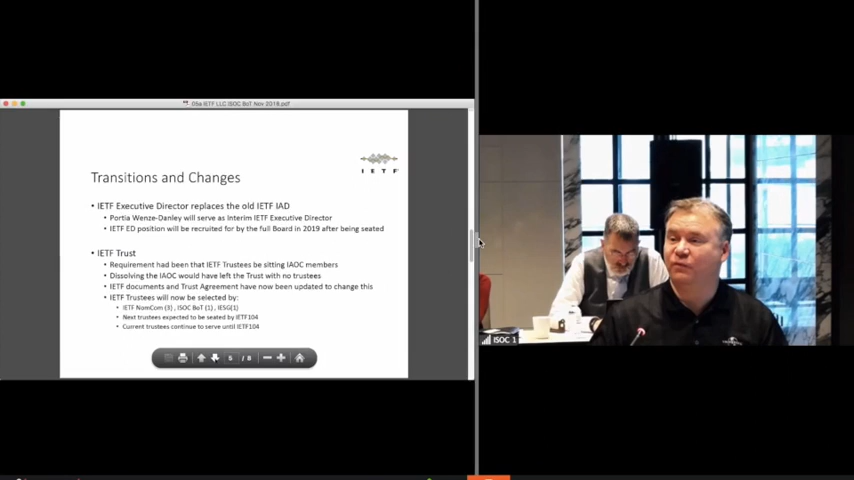 05a IETF LLC ISOC BoT Nov 2018.pdf
I E T F
Transitions and Changes
• IETF Executive Director replaces the old IETF IAD
• Portia Wenze-Danley will serve as Interim IETF Executive Director
• IETF ED position will be recruited for by the full Board in 2019 after being seated
• IETF Trust
• Requirement had been that IETF Trustees be sitting IAOC members
• Dissolving the IAOC would have left the Trust with no trustees
• IETF documents and Trust Agreement have now been updated to change this
• IETF Trustees will now be selected by:
• IETF NomCom (3) , ISOC BoT (1) , IESG(1)
• Next trustees expected to be seated by IETF104
• Current trustees continue to serve until IETF104
5 / 8
ISOC 1